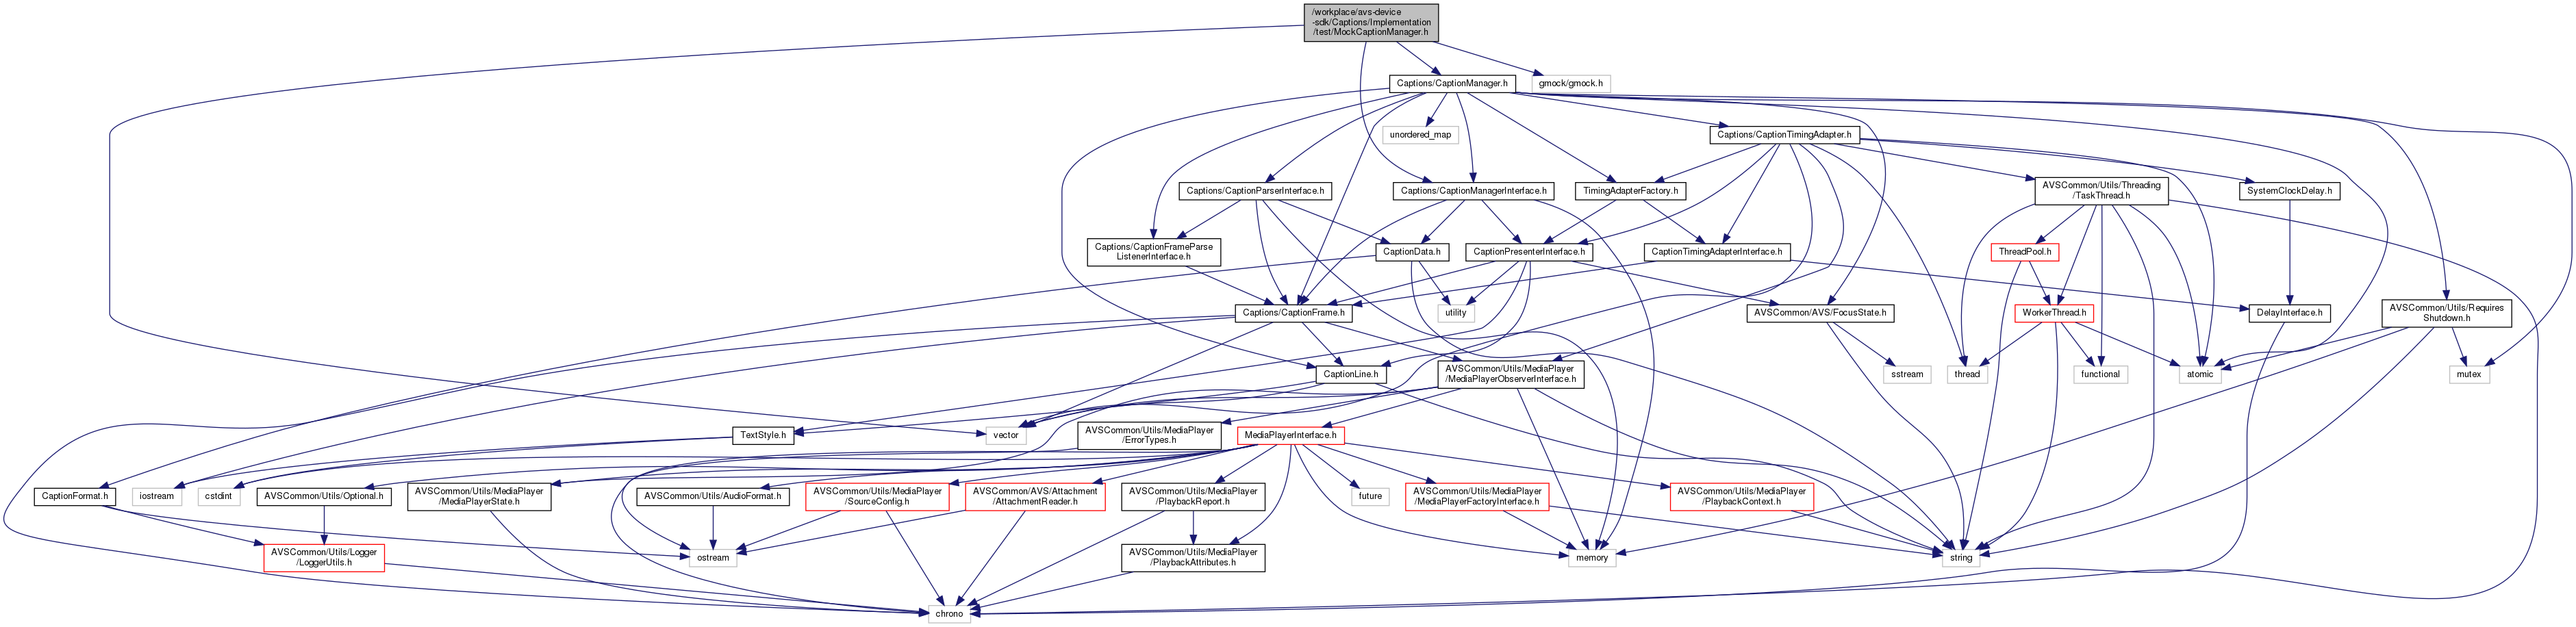 /workplace/avs-device
-sdk/Captions/Implementation
/test/MockCaptionManager.h
Captions/CaptionManager.h
gmock/gmock.h
unordered_map
Captions/CaptionTimingAdapter.h
Captions/CaptionParserInterface.h
Captions/CaptionManagerInterface.h
TimingAdapterFactory.h
AVSCommon/Utils/Threading
/TaskThread.h
SystemClockDelay.h
Captions/CaptionFrameParse
ListenerInterface.h
CaptionData.h
CaptionPresenterInterface.h
CaptionTimingAdapterInterface.h
ThreadPool.h
Captions/CaptionFrame.h
utility
AVSCommon/AVS/FocusState.h
WorkerThread.h
DelayInterface.h
AVSCommon/Utils/Requires
Shutdown.h
CaptionLine.h
AVSCommon/Utils/MediaPlayer
/MediaPlayerObserverInterface.h
sstream
thread
functional
atomic
mutex
TextStyle.h
vector
AVSCommon/Utils/MediaPlayer
/ErrorTypes.h
MediaPlayerInterface.h
CaptionFormat.h
iostream
cstdint
AVSCommon/Utils/Optional.h
AVSCommon/Utils/MediaPlayer
/MediaPlayerState.h
AVSCommon/Utils/AudioFormat.h
AVSCommon/Utils/MediaPlayer
/SourceConfig.h
AVSCommon/AVS/Attachment
/AttachmentReader.h
AVSCommon/Utils/MediaPlayer
/PlaybackReport.h
future
AVSCommon/Utils/MediaPlayer
/MediaPlayerFactoryInterface.h
AVSCommon/Utils/MediaPlayer
/PlaybackContext.h
AVSCommon/Utils/Logger
/LoggerUtils.h
ostream
AVSCommon/Utils/MediaPlayer
/PlaybackAttributes.h
memory
string
chrono